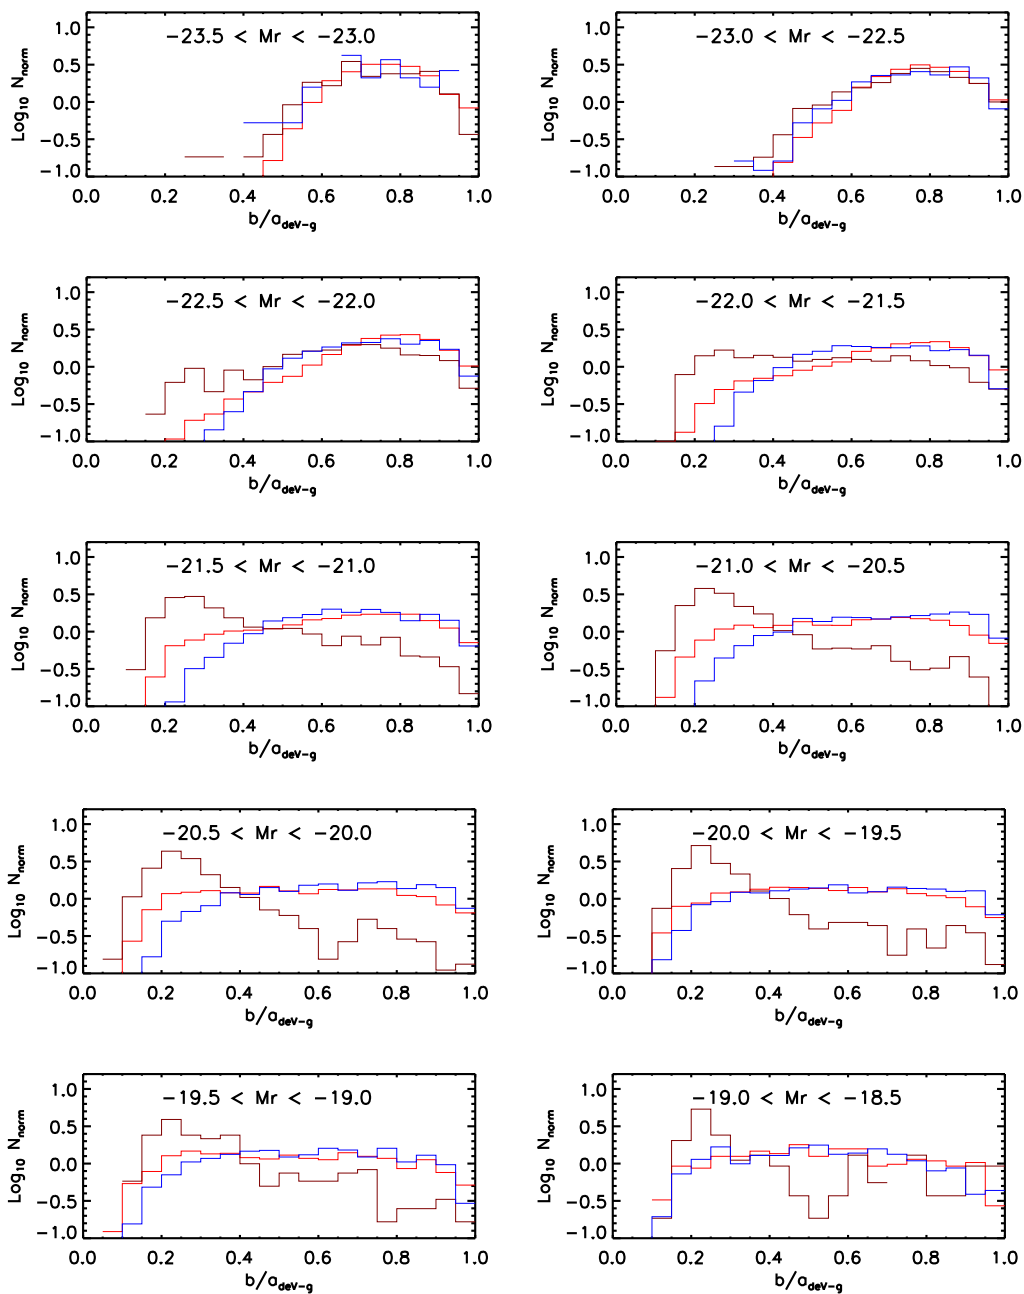 −23.5 < Mr < −23.0
Log10 Nnorm
1.0
0.5
0.0
−0.5
−1.0
0.0 0.2 0.4 0.6 0.8 1.0
b/adeV−g
−23.0 < Mr < −22.5
Log10 Nnorm
1.0
0.5
0.0
−0.5
−1.0
0.0 0.2 0.4 0.6 0.8 1.0
b/adeV−g
−22.5 < Mr < −22.0
Log10 Nnorm
1.0
0.5
0.0
−0.5
−1.0
0.0 0.2 0.4 0.6 0.8 1.0
b/adeV−g
−22.0 < Mr < −21.5
Log10 Nnorm
1.0
0.5
0.0
−0.5
−1.0
0.0 0.2 0.4 0.6 0.8 1.0
b/adeV−g
−21.5 < Mr < −21.0
Log10 Nnorm
1.0
0.5
0.0
−0.5
−1.0
0.0 0.2 0.4 0.6 0.8 1.0
b/adeV−g
−21.0 < Mr < −20.5
Log10 Nnorm
1.0
0.5
0.0
−0.5
−1.0
0.0 0.2 0.4 0.6 0.8 1.0
b/adeV−g
−20.5 < Mr < −20.0
Log10 Nnorm
1.0
0.5
0.0
−0.5
−1.0
0.0 0.2 0.4 0.6 0.8 1.0
b/adeV−g
−20.0 < Mr < −19.5
Log10 Nnorm
1.0
0.5
0.0
−0.5
−1.0
0.0 0.2 0.4 0.6 0.8 1.0
b/adeV−g
−19.5 < Mr < −19.0
Log10 Nnorm
1.0
0.5
0.0
−0.5
−1.0
0.0 0.2 0.4 0.6 0.8 1.0
b/adeV−g
−19.0 < Mr < −18.5
Log10 Nnorm
1.0
0.5
0.0
−0.5
−1.0
0.0 0.2 0.4 0.6 0.8 1.0
b/adeV−g